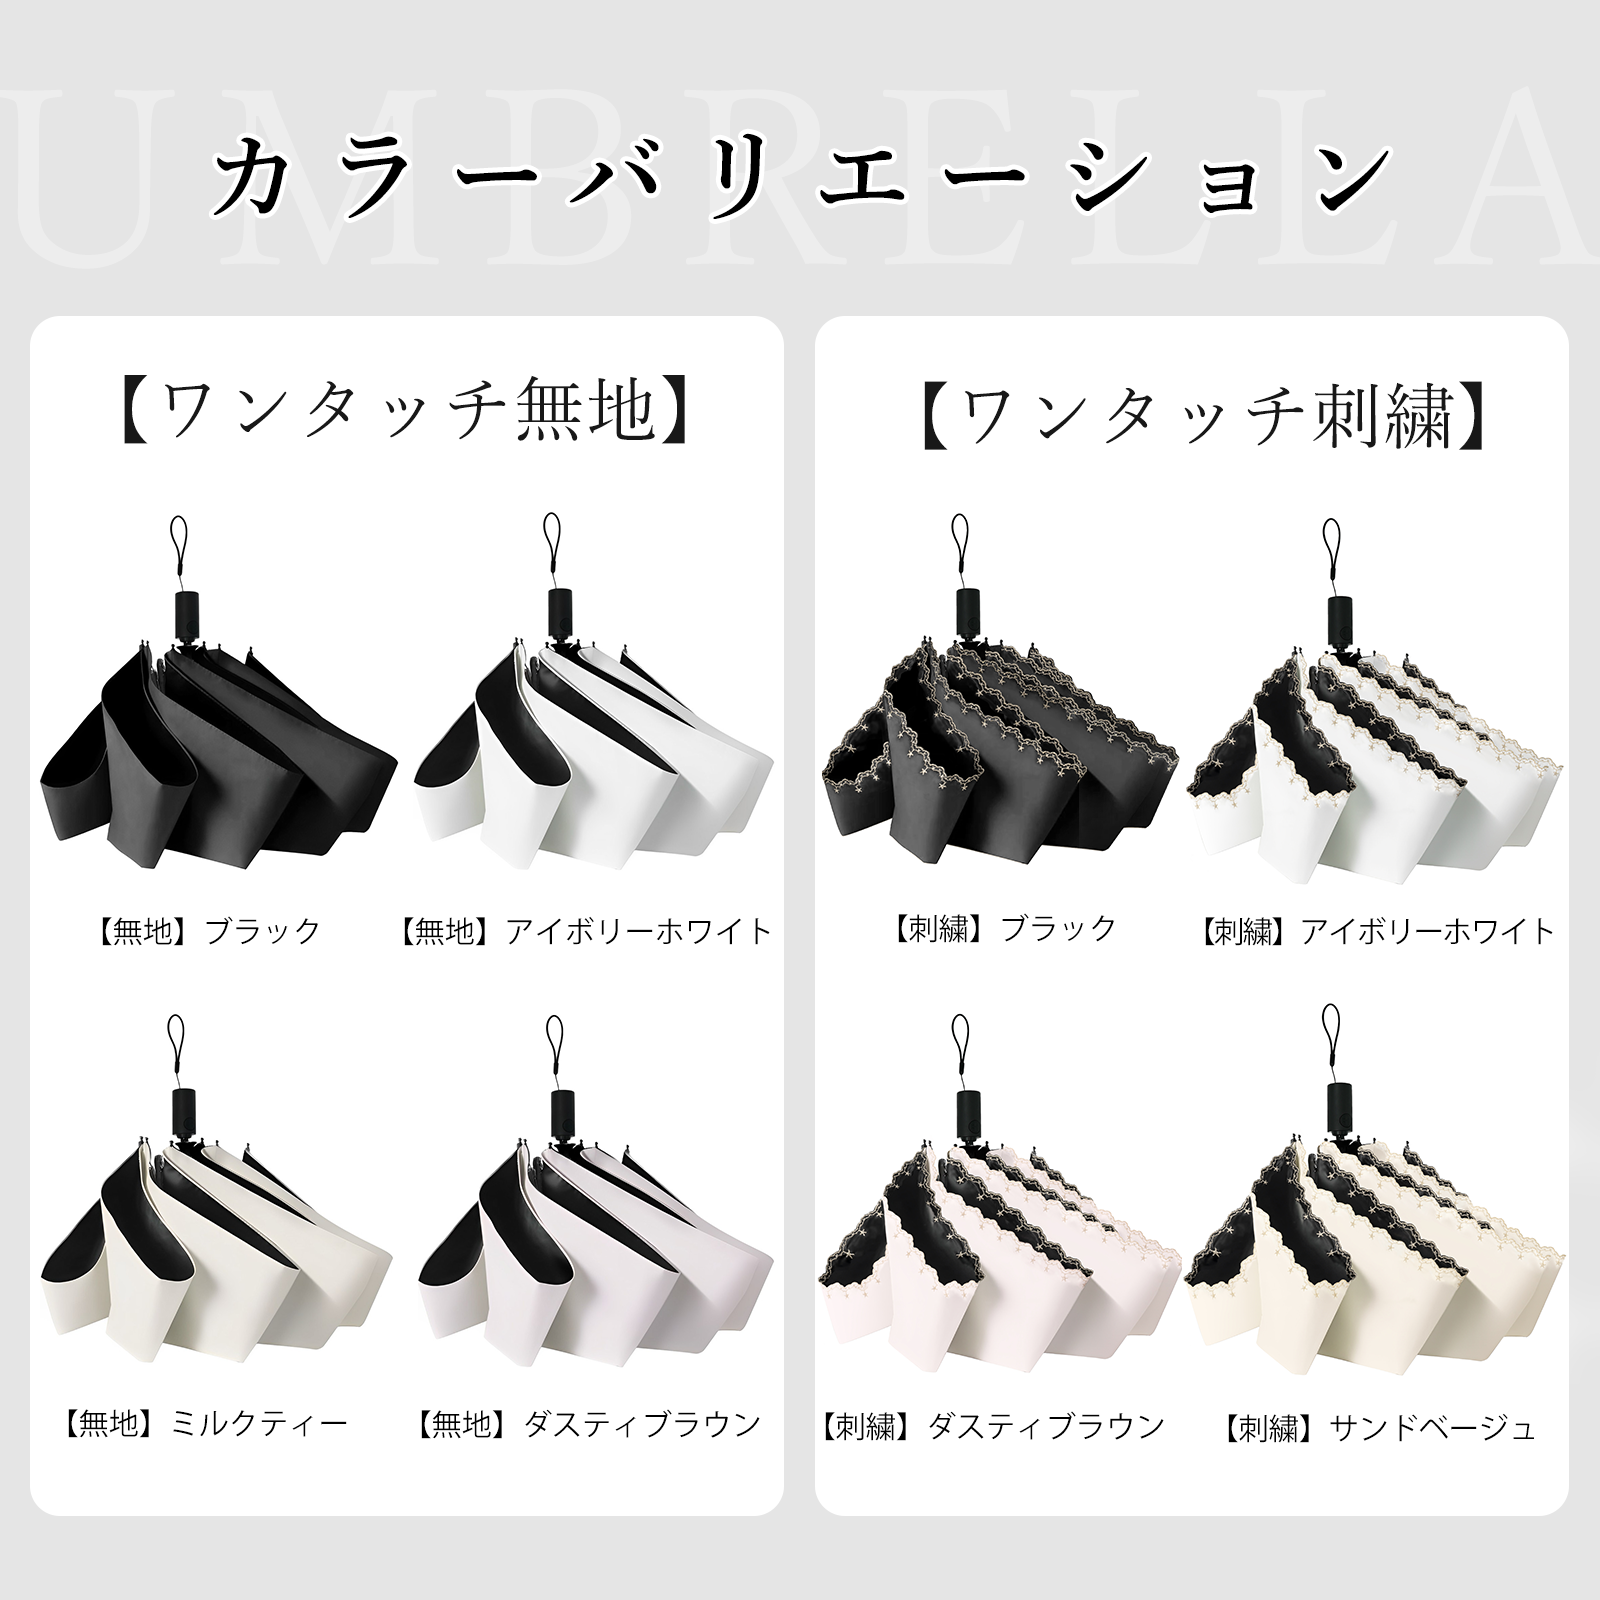 UMBRELLA
カラーバリエーション
【ワンタッチ無地】
【ワンタッチ刺繍】
【無地】ブラック
【無地】アイボリーホワイト
【刺繍】ブラック
【刺繍】アイボリーホワイト
【無地】ミルクティー
【無地】ダスティブラウン
【刺繍】ダスティブラウン
【刺繍】サンドベージュ